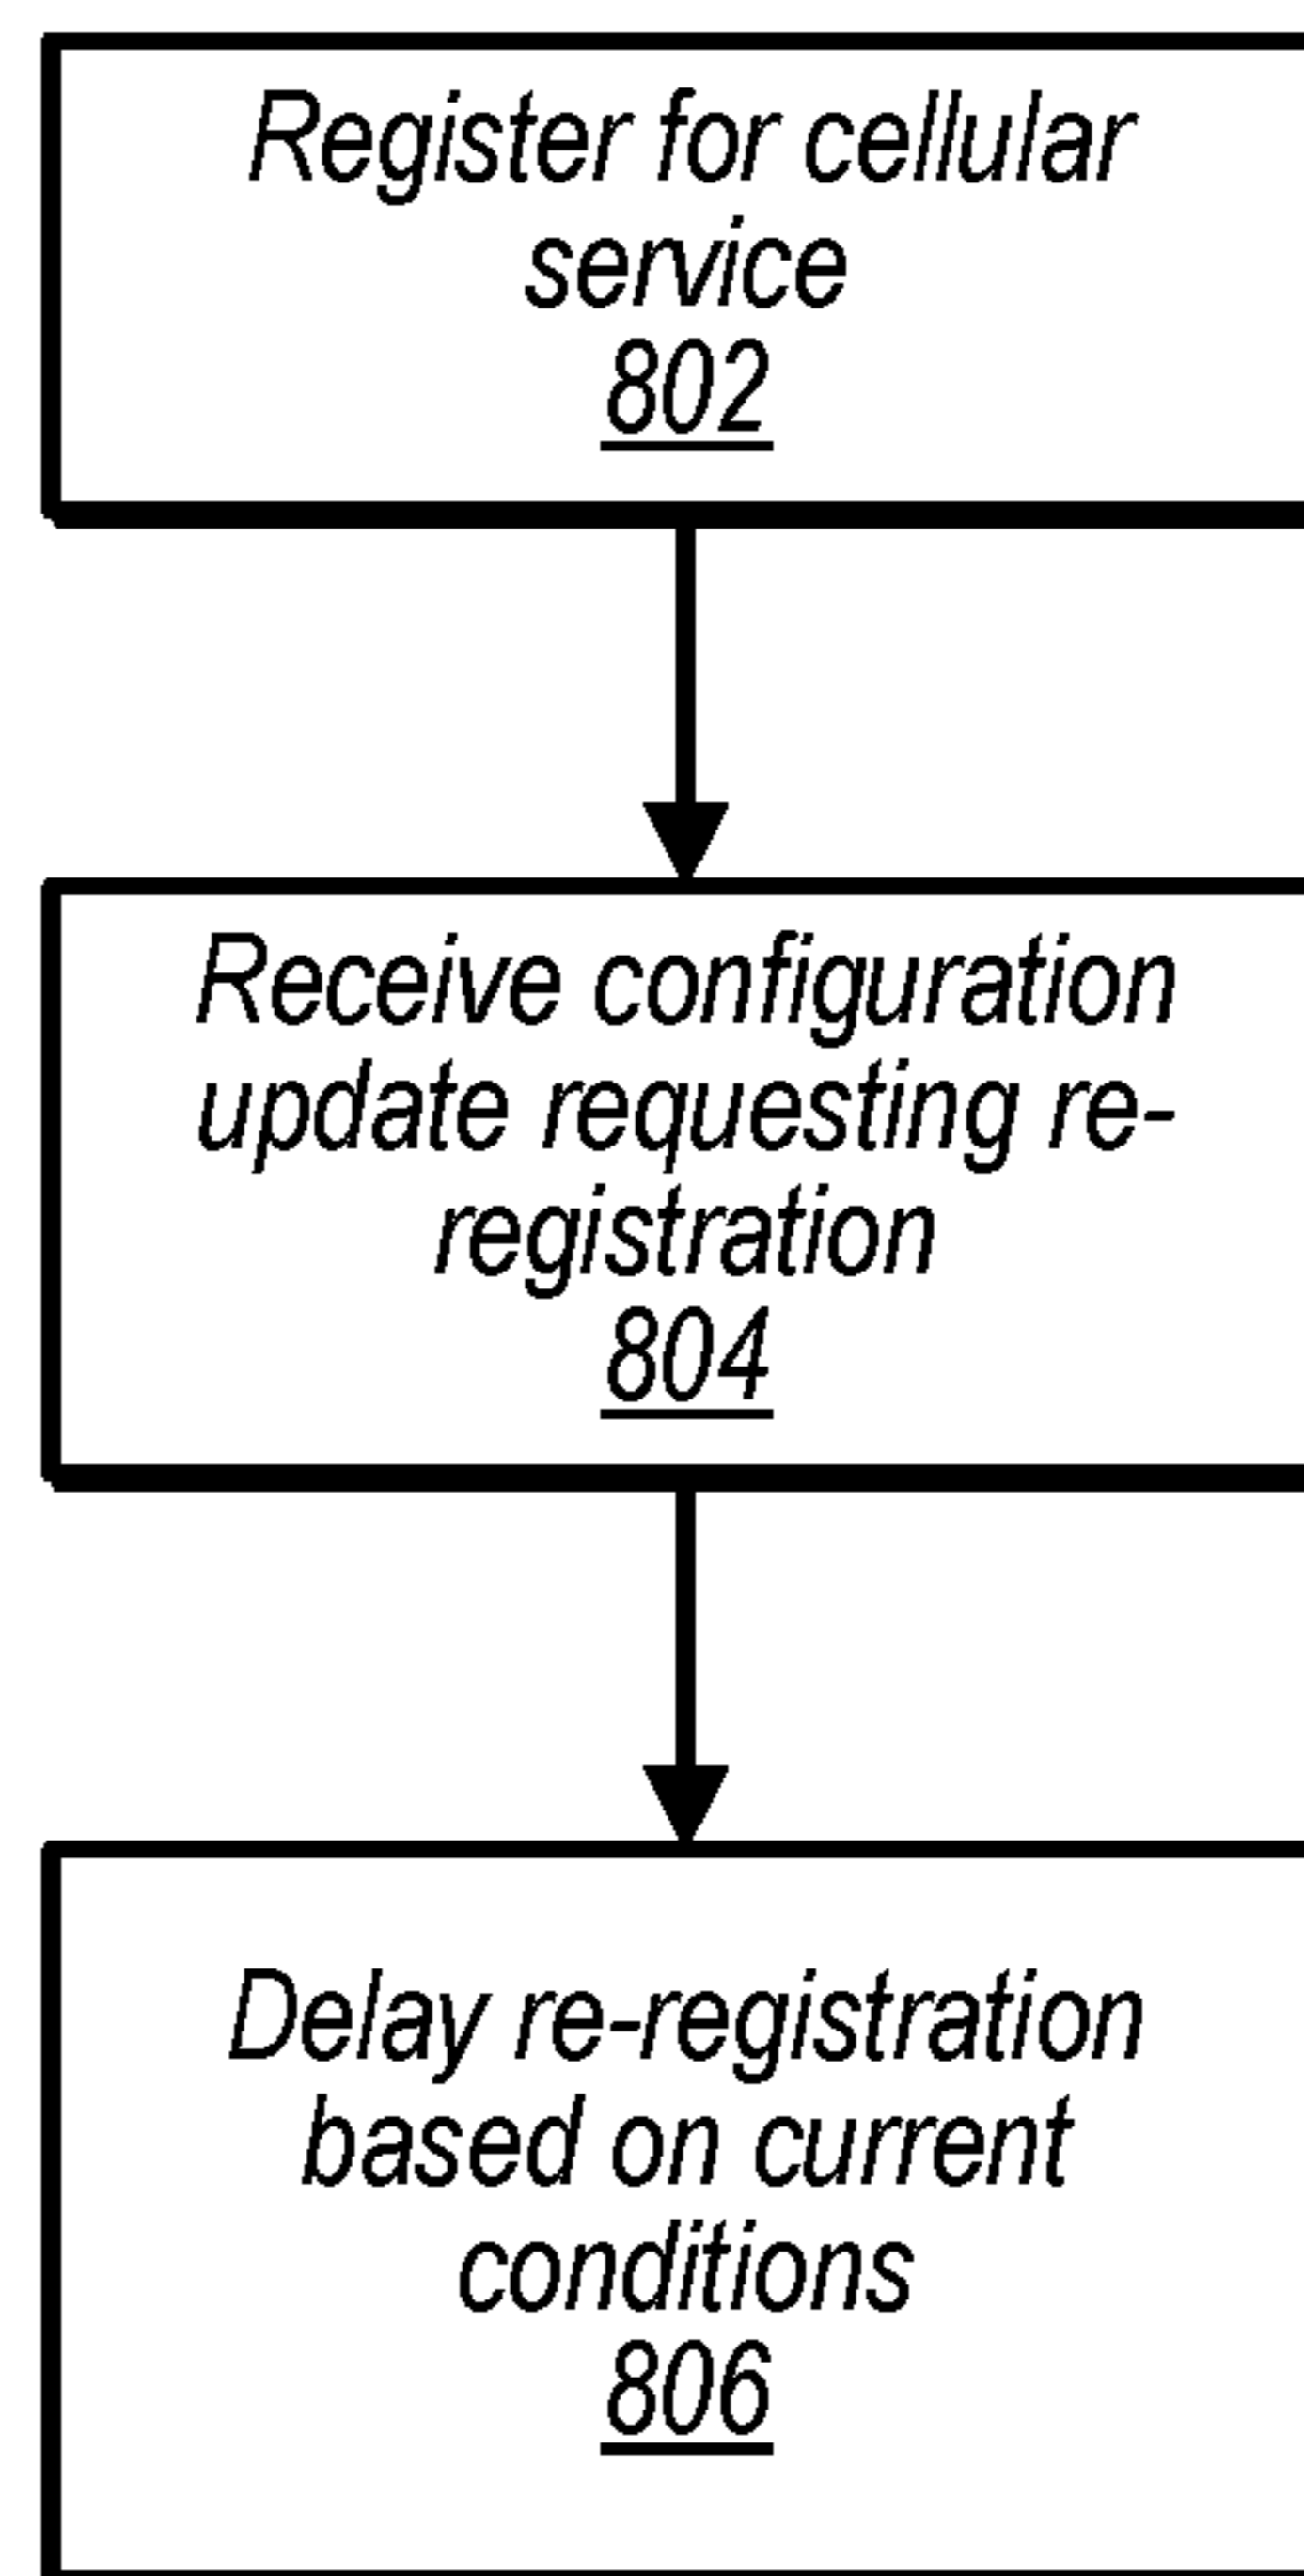 Register for cellular
service
802
Receive configuration
update requesting re-
registration
804
Delay re-registration
based on current
conditions
806